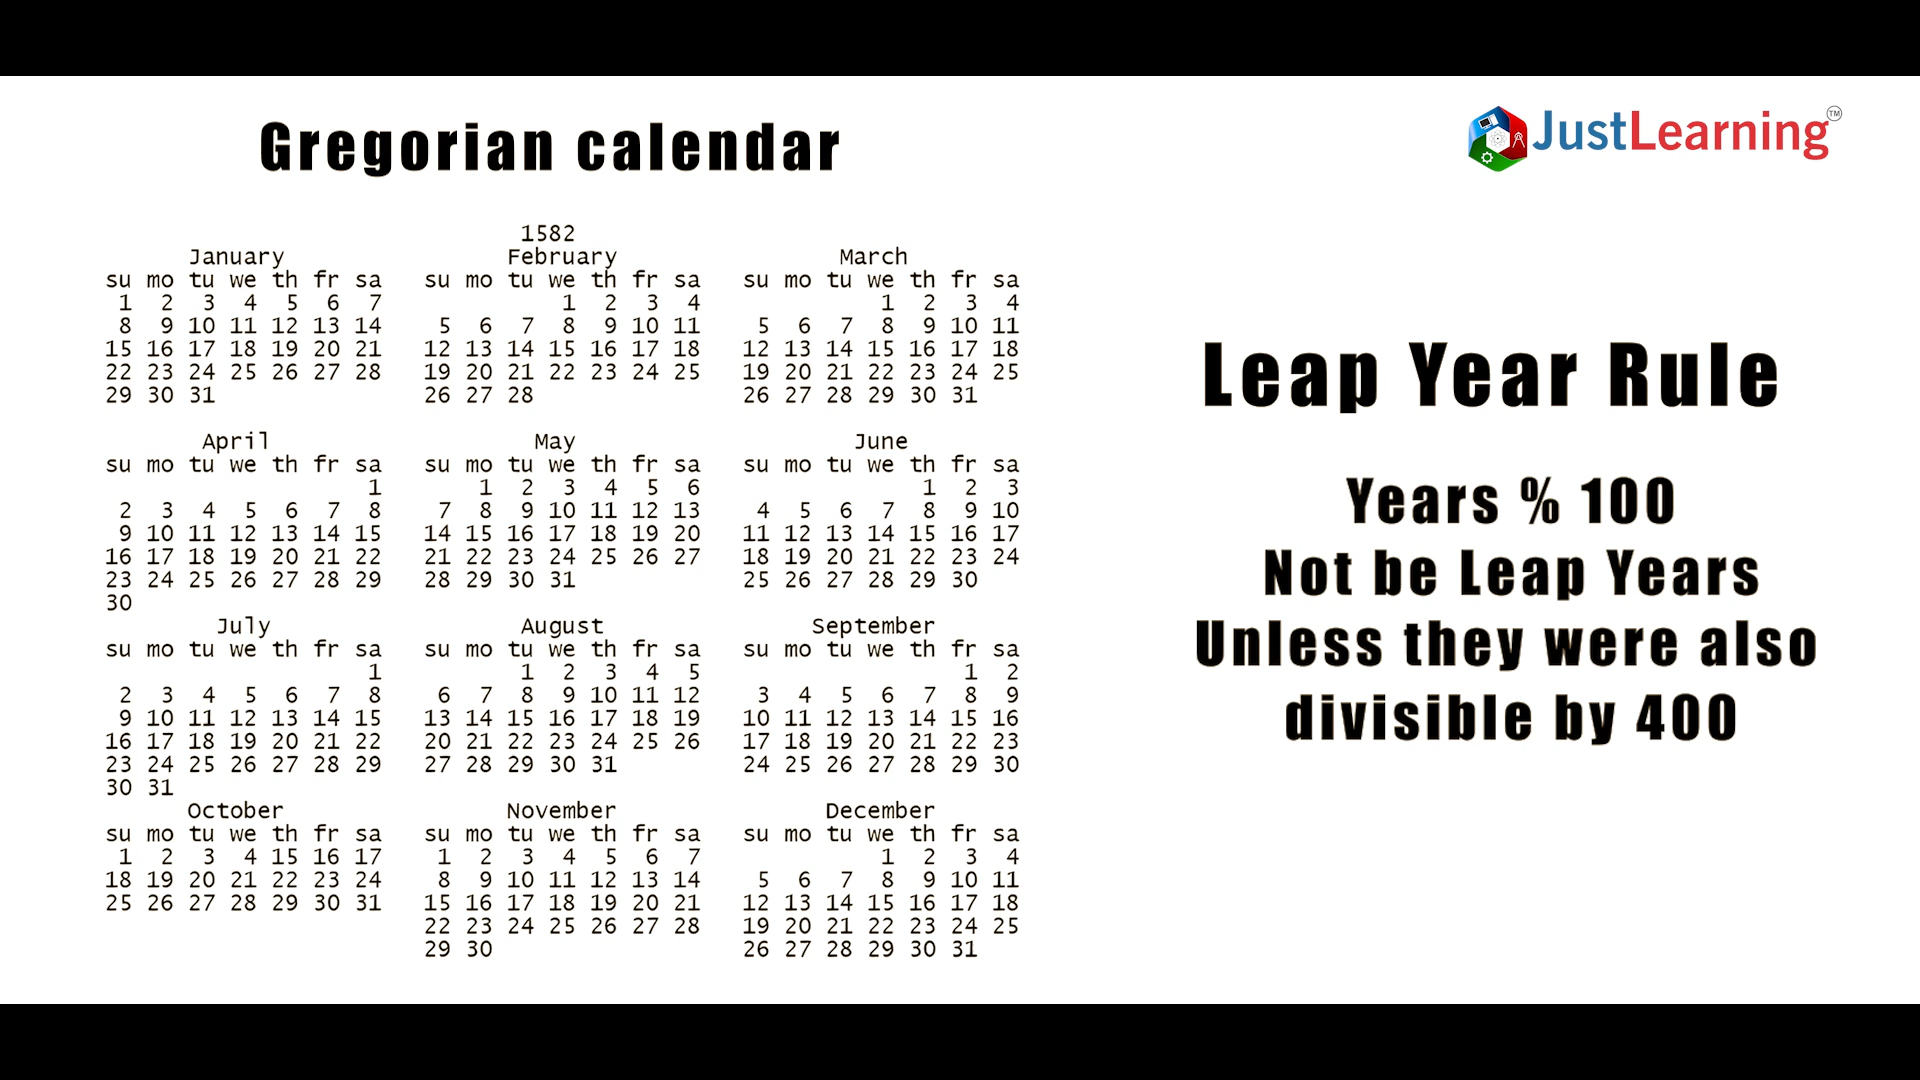 Gregorian calendar
JustLearning™
1582
January February March
su mo tu we th fr sa su mo tu we th fr sa su mo tu we th fr sa
1 2 3 4 5 6 7 1 2 3 4 1 2 3 4
8 9 10 11 12 13 14 5 6 7 8 9 10 11 5 6 7 8 9 10 11
15 16 17 18 19 20 21 12 13 14 15 16 17 18 12 13 14 15 16 17 18
22 23 24 25 26 27 28 19 20 21 22 23 24 25 19 20 21 22 23 24 25
29 30 31 26 27 28 26 27 28 29 30 31
April May June
su mo tu we th fr sa su mo tu we th fr sa su mo tu we th fr sa
1 1 2 3 4 5 6 1 2 3
2 3 4 5 6 7 8 7 8 9 10 11 12 13 4 5 6 7 8 9 10
9 10 11 12 13 14 15 14 15 16 17 18 19 20 11 12 13 14 15 16 17
16 17 18 19 20 21 22 21 22 23 24 25 26 27 18 19 20 21 22 23 24
23 24 25 26 27 28 29 28 29 30 31 25 26 27 28 29 30
30
July August September
su mo tu we th fr sa su mo tu we th fr sa su mo tu we th fr sa
1 1 2 3 4 5 1 2
2 3 4 5 6 7 8 6 7 8 9 10 11 12 3 4 5 6 7 8 9
9 10 11 12 13 14 15 13 14 15 16 17 18 19 10 11 12 13 14 15 16
16 17 18 19 20 21 22 20 21 22 23 24 25 26 17 18 19 20 21 22 23
23 24 25 26 27 28 29 27 28 29 30 31 24 25 26 27 28 29 30
30 31
October November December
su mo tu we th fr sa su mo tu we th fr sa su mo tu we th fr sa
1 2 3 4 15 16 17 1 2 3 4 5 6 7 1 2 3 4
18 19 20 21 22 23 24 8 9 10 11 12 13 14 5 6 7 8 9 10 11
25 26 27 28 29 30 31 15 16 17 18 19 20 21 12 13 14 15 16 17 18
22 23 24 25 26 27 28 19 20 21 22 23 24 25
29 30 26 27 28 29 30 31
Leap Year Rule
Years % 100
Not be Leap Years
Unless they were also
divisible by 400